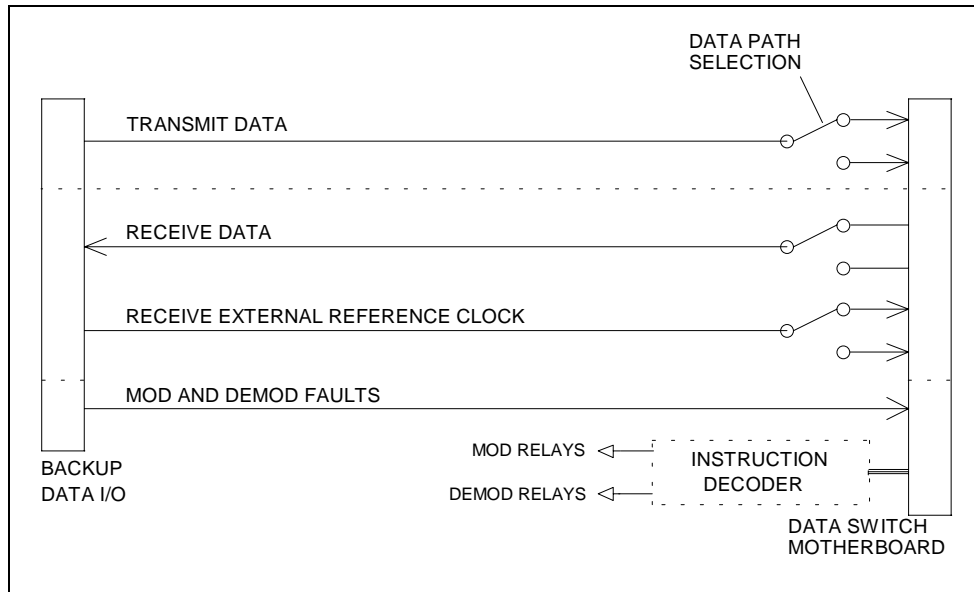 DATA PATH
SELECTION
TRANSMIT DATA
RECEIVE DATA
RECEIVE EXTERNAL REFERENCE CLOCK
MOD AND DEMOD FAULTS
MOD RELAYS
DEMOD RELAYS
INSTRUCTION
DECODER
BACKUP
DATA I/O
DATA SWITCH
MOTHERBOARD